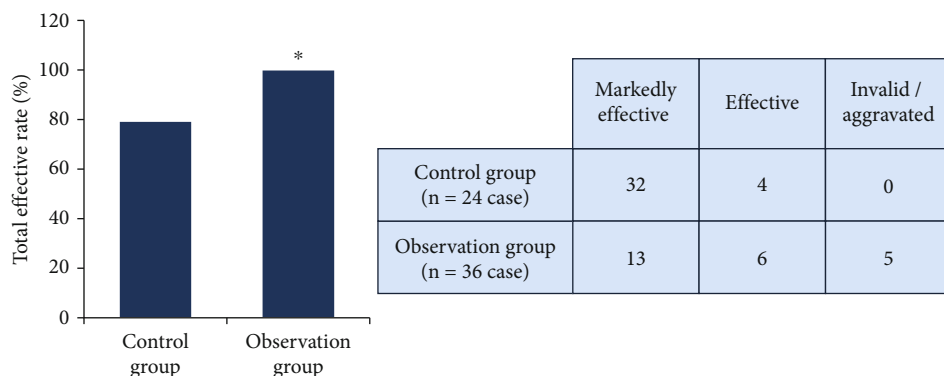 Total effective rate (%)
120
100
80
60
40
20
0
*
Control
group
Observation
group
Markedly
effective
Effective
Invalid /
aggravated
Control group
(n = 24 case)
32
4
0
Observation group
(n = 36 case)
13
6
5